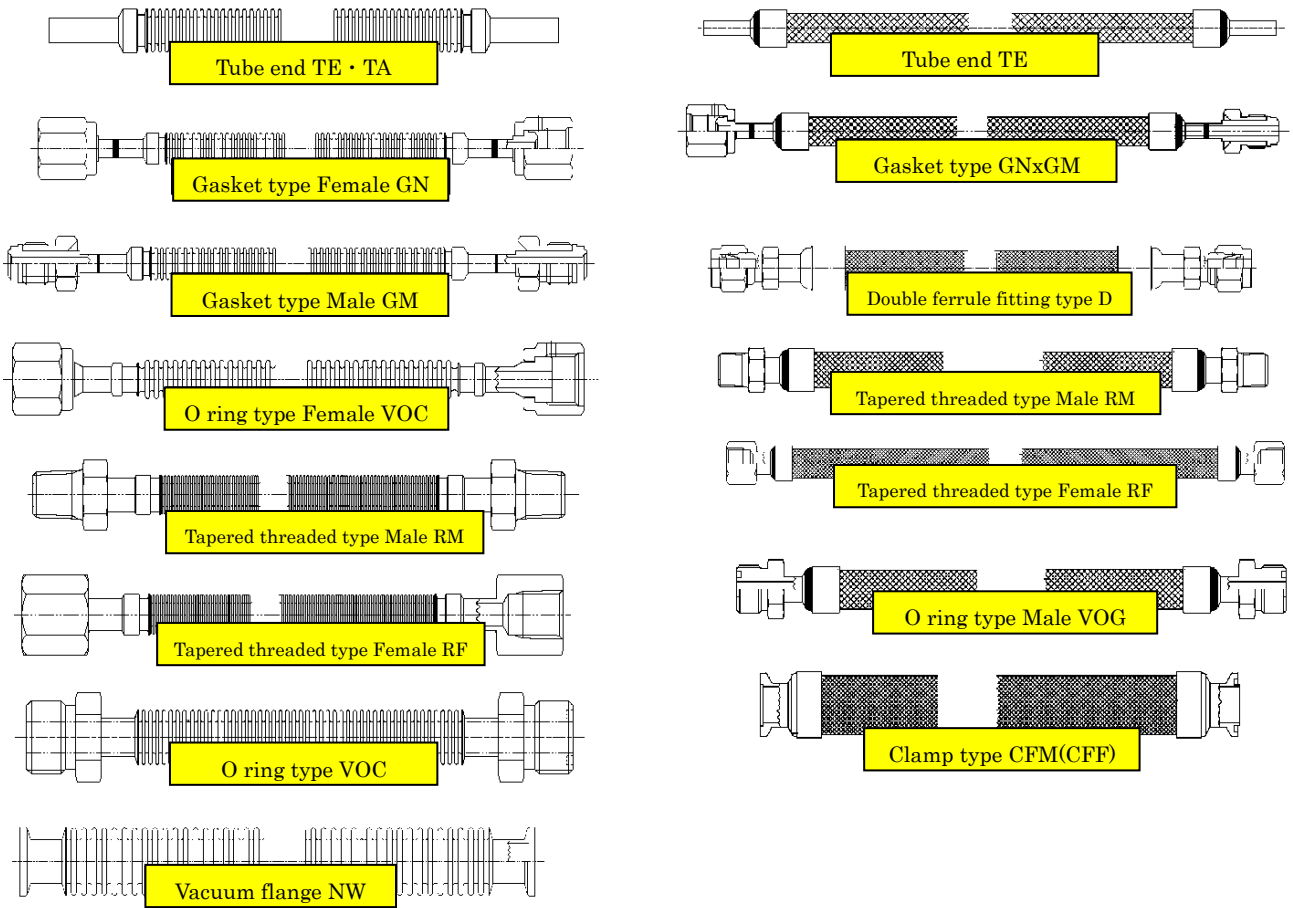 Tube end TE・TA
Gasket type Female GN
Gasket type Male GM
O ring type Female VOC
Tapered threaded type Male RM
Tapered threaded type Female RF
O ring type VOC
Vacuum flange NW
Tube end TE
Gasket type GNxGM
Double ferrule fitting type D
Tapered threaded type Male RM
Tapered threaded type Female RF
O ring type Male VOG
Clamp type CFM(CFF)